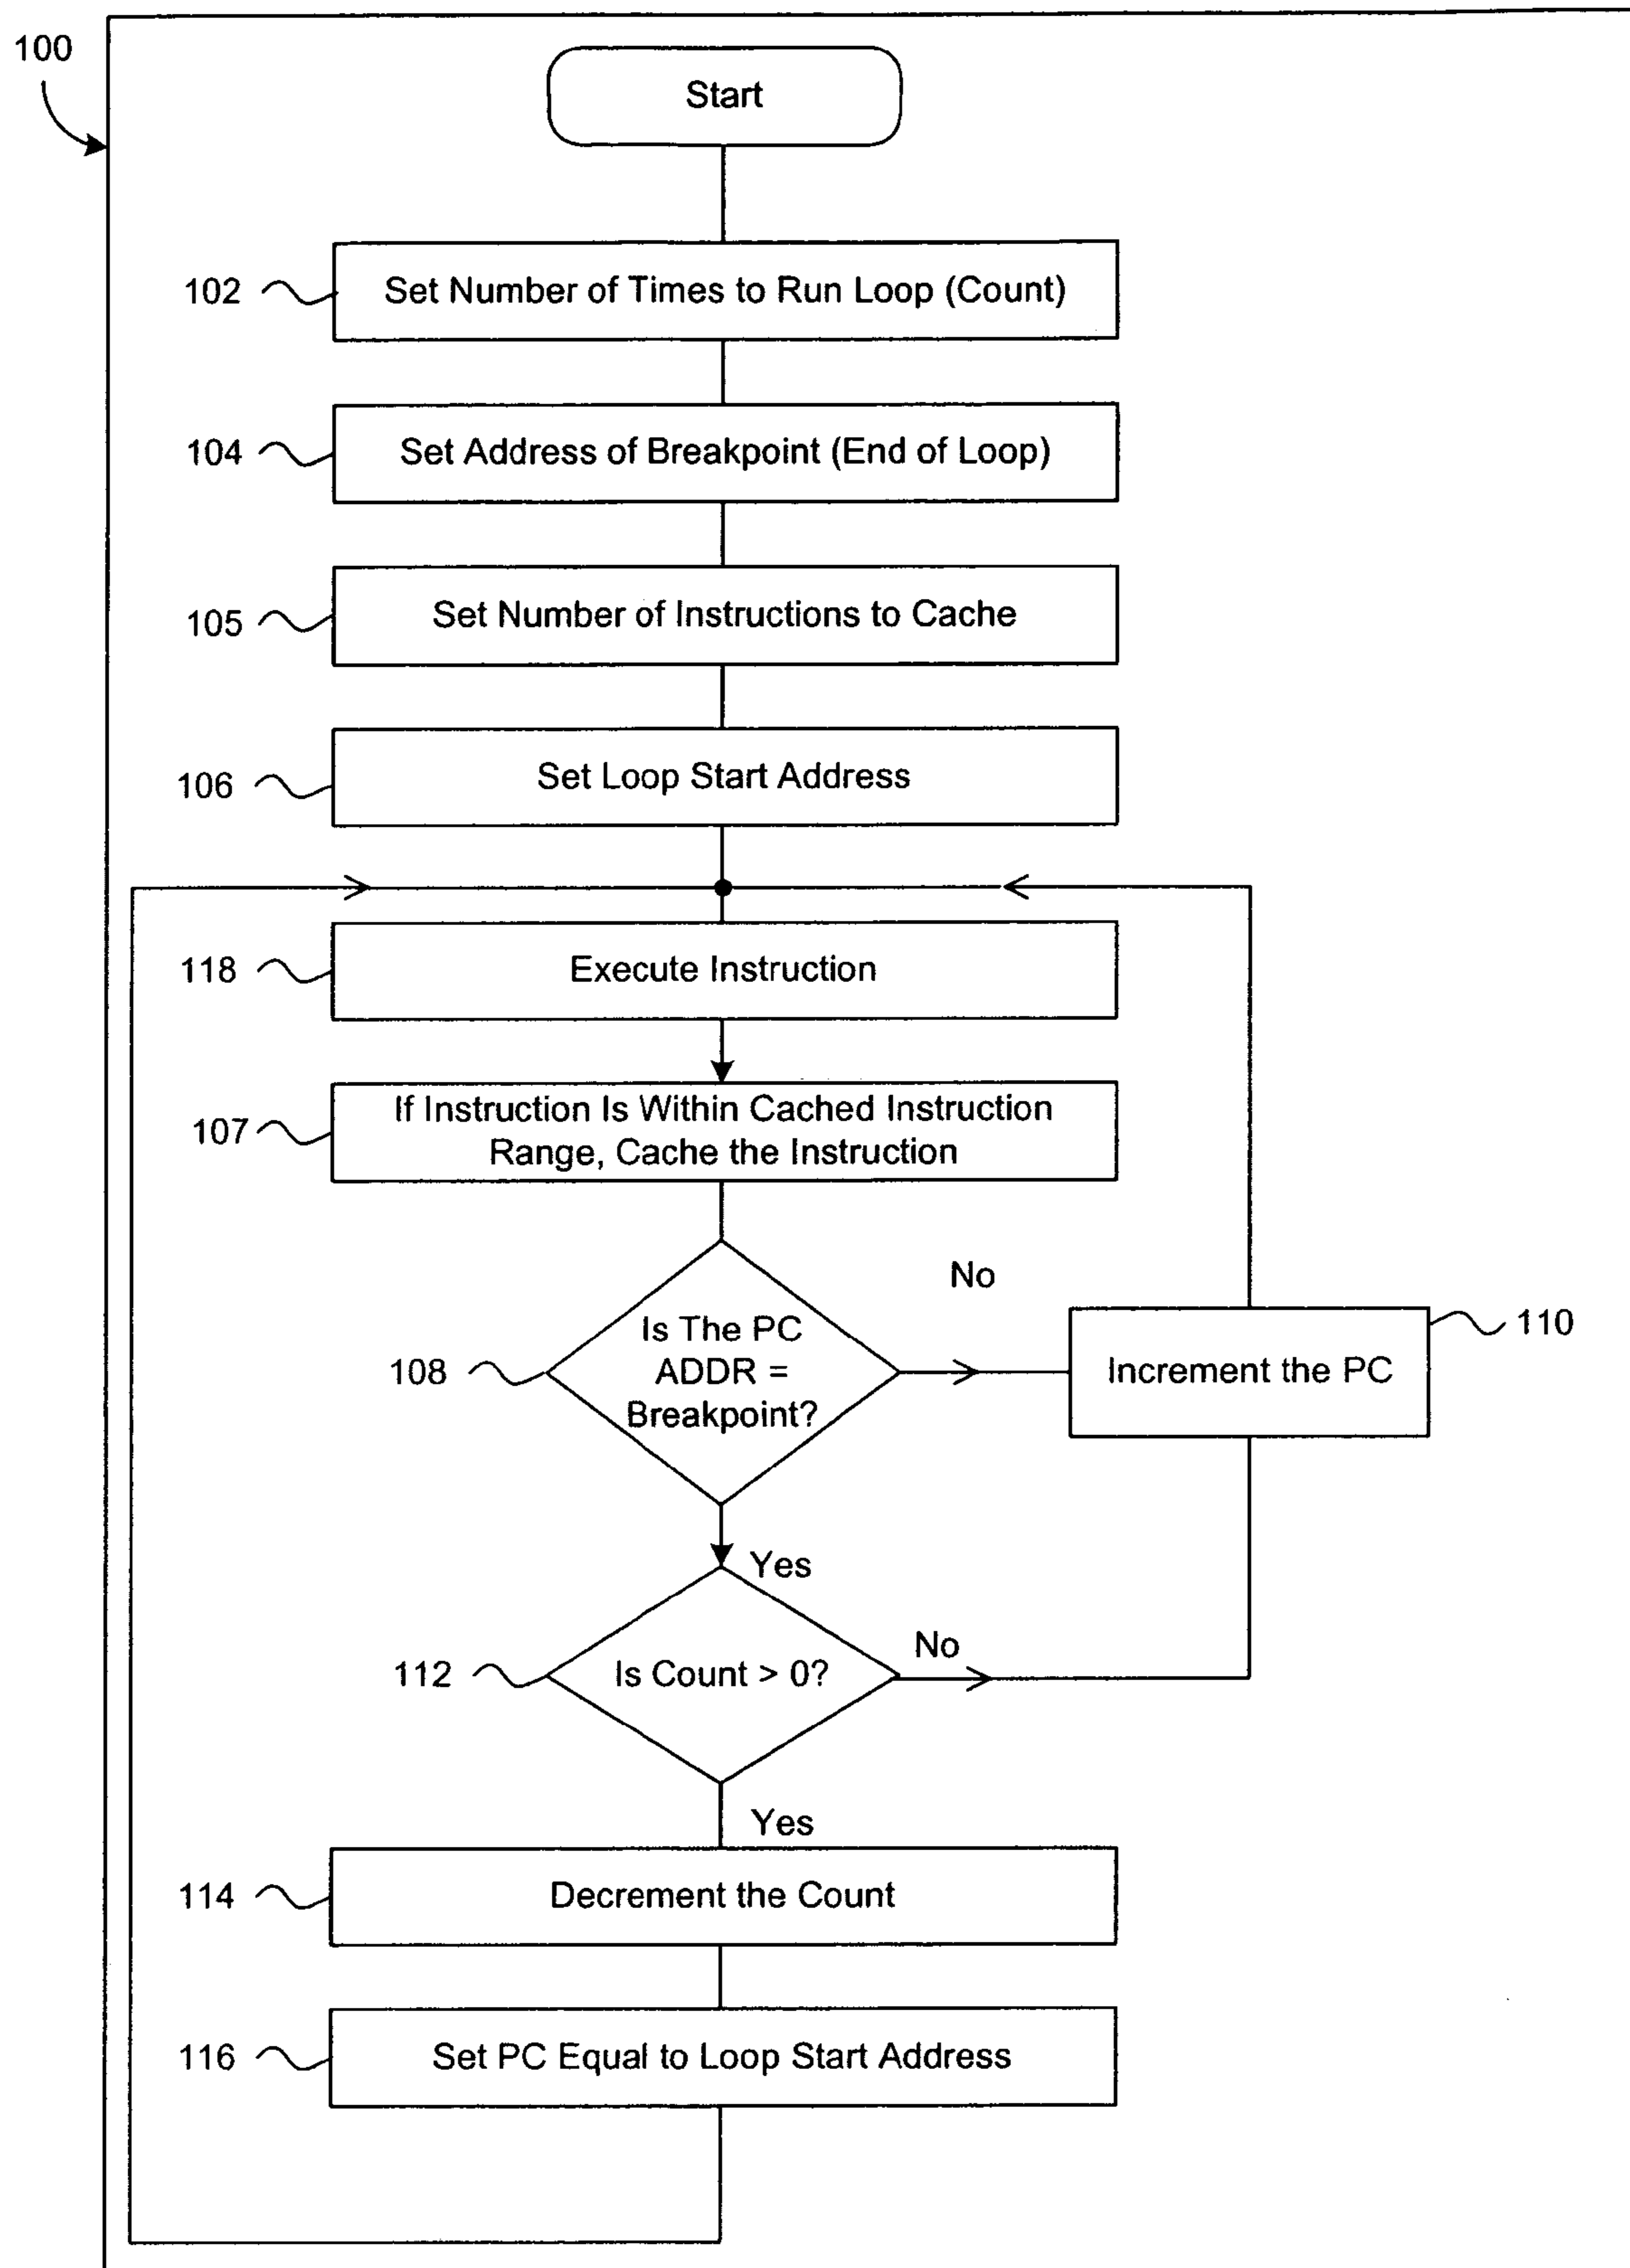 100
Start
102
Set Number of Times to Run Loop (Count)
104
Set Address of Breakpoint (End of Loop)
105
Set Number of Instructions to Cache
106
Set Loop Start Address
118
Execute Instruction
107
If Instruction Is Within Cached Instruction
Range, Cache the Instruction
No
108
Is The PC
ADDR =
Breakpoint?
Increment the PC
110
Yes
112
Is Count > 0?
No
Yes
114
Decrement the Count
116
Set PC Equal to Loop Start Address